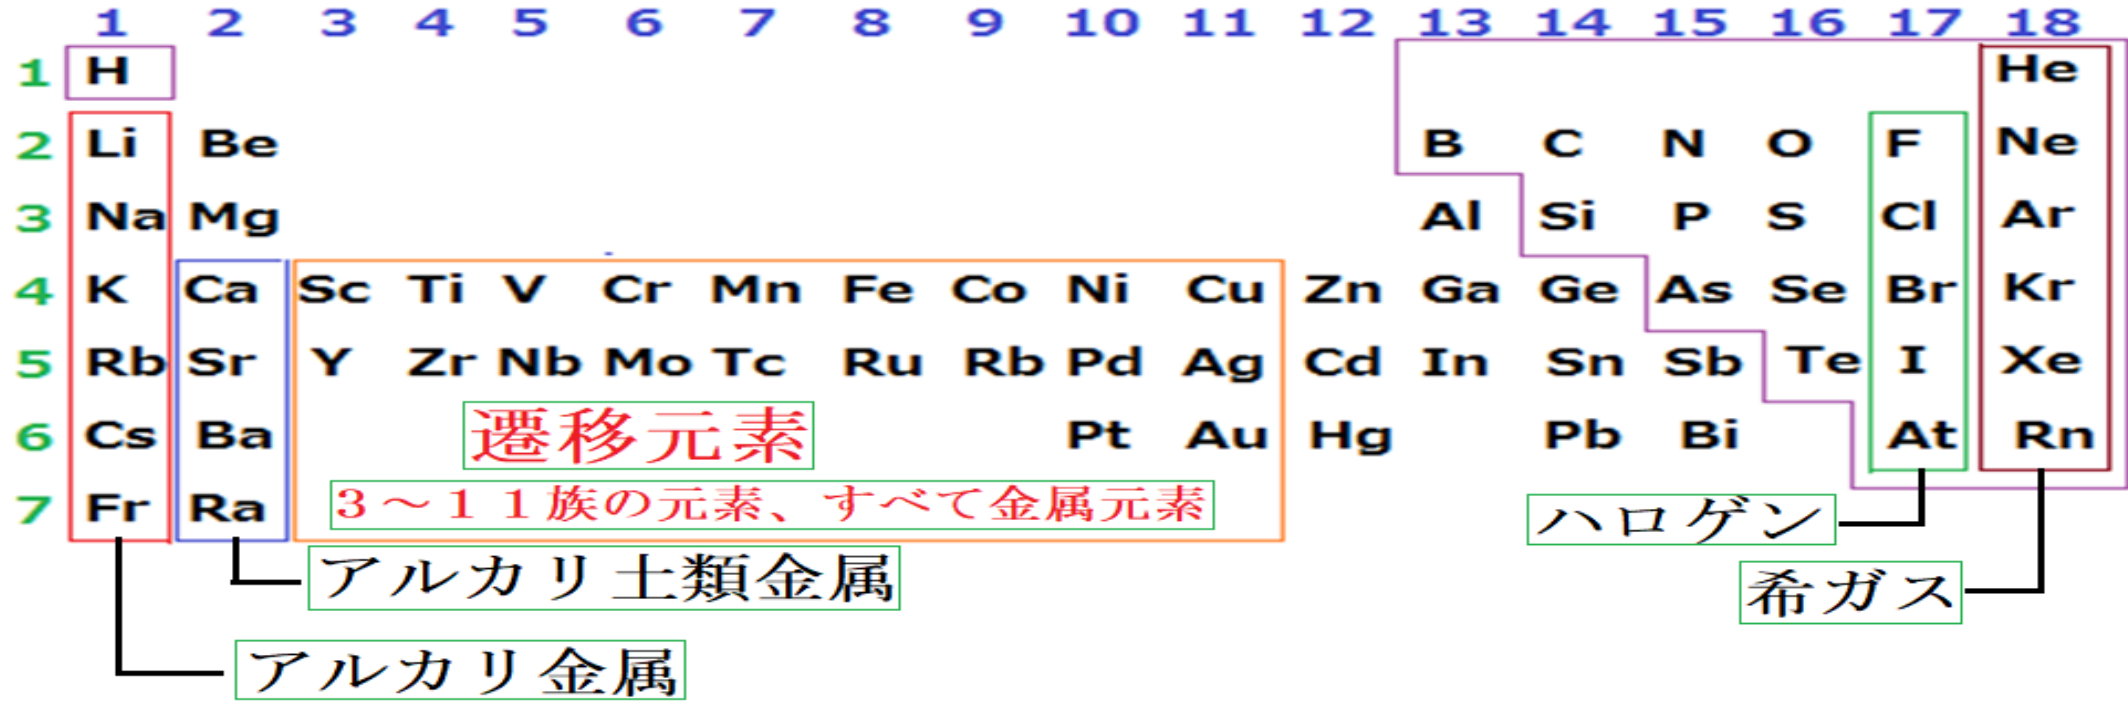 1 2 3 4 5 6 7 8 9 10 11 12 13 14 15 16 17 18
1 H He
2 Li Be B C N O F Ne
3 Na Mg Al Si P S Cl Ar
4 K Ca Sc Ti V Cr Mn Fe Co Ni Cu Zn Ga Ge As Se Br Kr
5 Rb Sr Y Zr Nb Mo Tc Ru Rb Pd Ag Cd In Sn Sb Te I Xe
6 Cs Ba 遷移元素 Pt Au Hg Pb Bi At Rn
7 Fr Ra 3～11族の元素、すべて金属元素
ハロゲン
アルカリ土類金属
希ガス
アルカリ金属